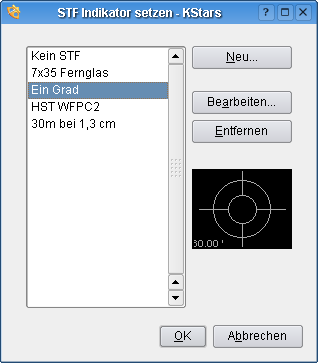 STF Indikator setzen - KStars
Kein STF
7x35 Fernglas
Ein Grad
HST WFPC2
30m bei 1,3 cm
Neu...
Bearbeiten...
Entfernen
60.00 '
OK
Abbrechen